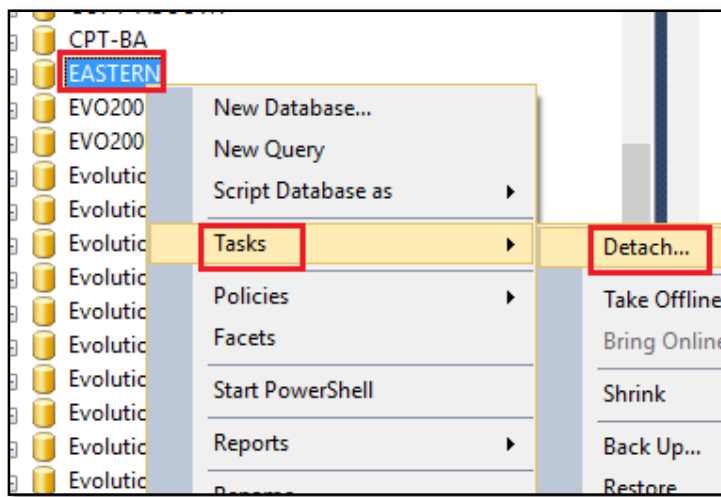 CPT-BA
EASTERN
EVO200
EVO200
Evolutic
Evolutic
Evolutic
Evolutic
Evolutic
Evolutic
Evolutic
Evolutic
Evolutic
Evolutic
New Database...
New Query
Script Database as
Tasks
Policies
Facets
Start PowerShell
Reports
Detach...
Take Offline
Bring Online
Shrink
Back Up...
Restore